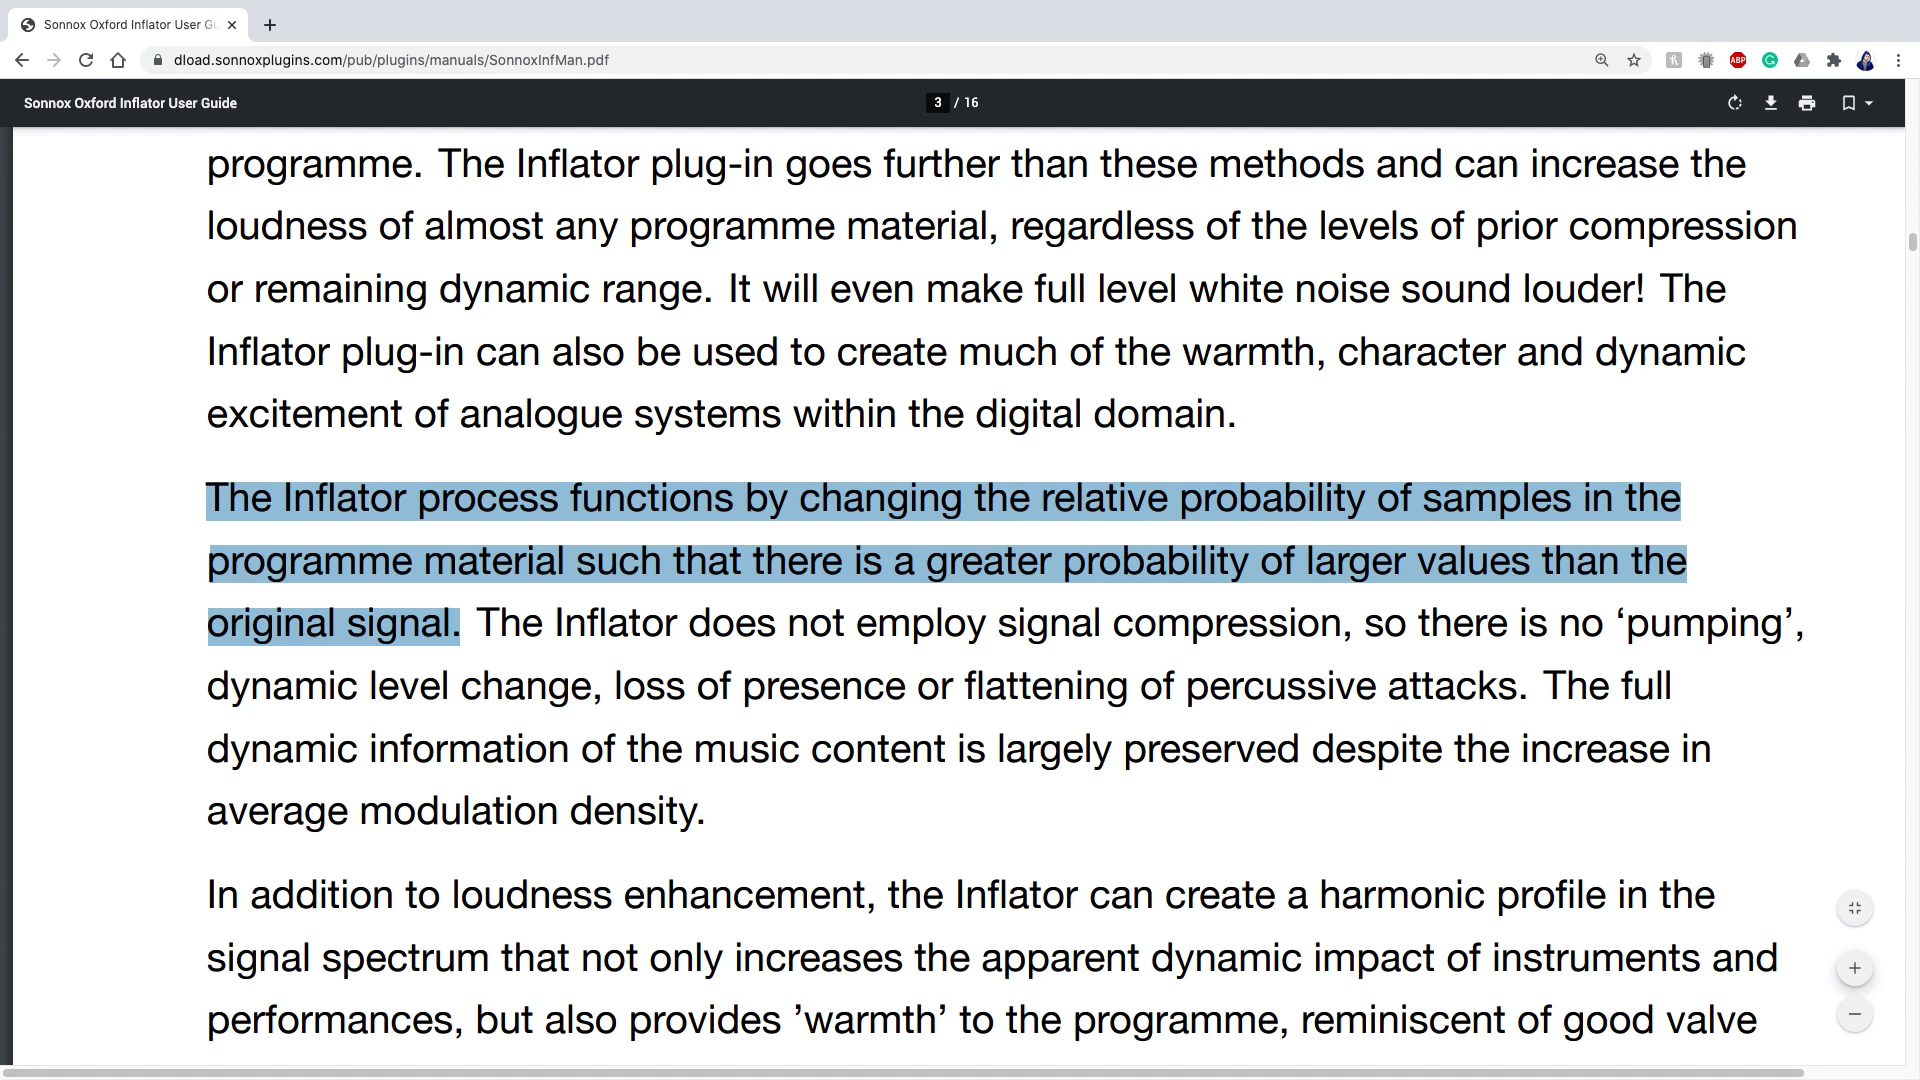 Sonnox Oxford Inflator User Gu
dload.sonnoxplugins.com/pub/plugins/manuals/SonnoxInfMan.pdf
ABP
Sonnox Oxford Inflator User Guide
3 / 16
programme. The Inflator plug-in goes further than these methods and can increase the
loudness of almost any programme material, regardless of the levels of prior compression
or remaining dynamic range. It will even make full level white noise sound louder! The
Inflator plug-in can also be used to create much of the warmth, character and dynamic
excitement of analogue systems within the digital domain.
The Inflator process functions by changing the relative probability of samples in the
programme material such that there is a greater probability of larger values than the
original signal. The Inflator does not employ signal compression, so there is no ‘pumping’,
dynamic level change, loss of presence or flattening of percussive attacks. The full
dynamic information of the music content is largely preserved despite the increase in
average modulation density.
In addition to loudness enhancement, the Inflator can create a harmonic profile in the
signal spectrum that not only increases the apparent dynamic impact of instruments and
performances, but also provides ’warmth’ to the programme, reminiscent of good valve